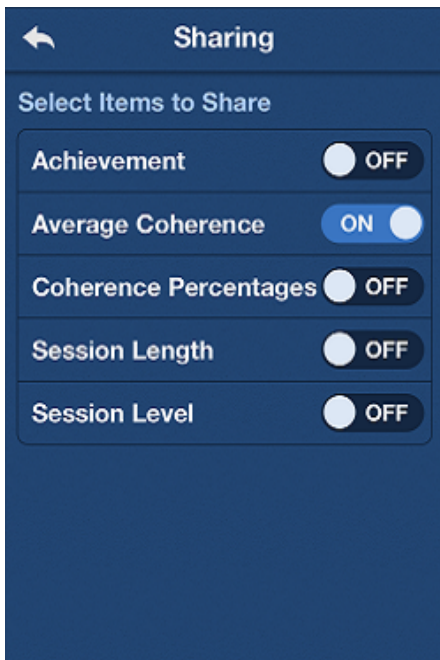 Sharing
Select Items to Share
Achievement OFF
Average Coherence ON
Coherence Percentages OFF
Session Length OFF
Session Level OFF